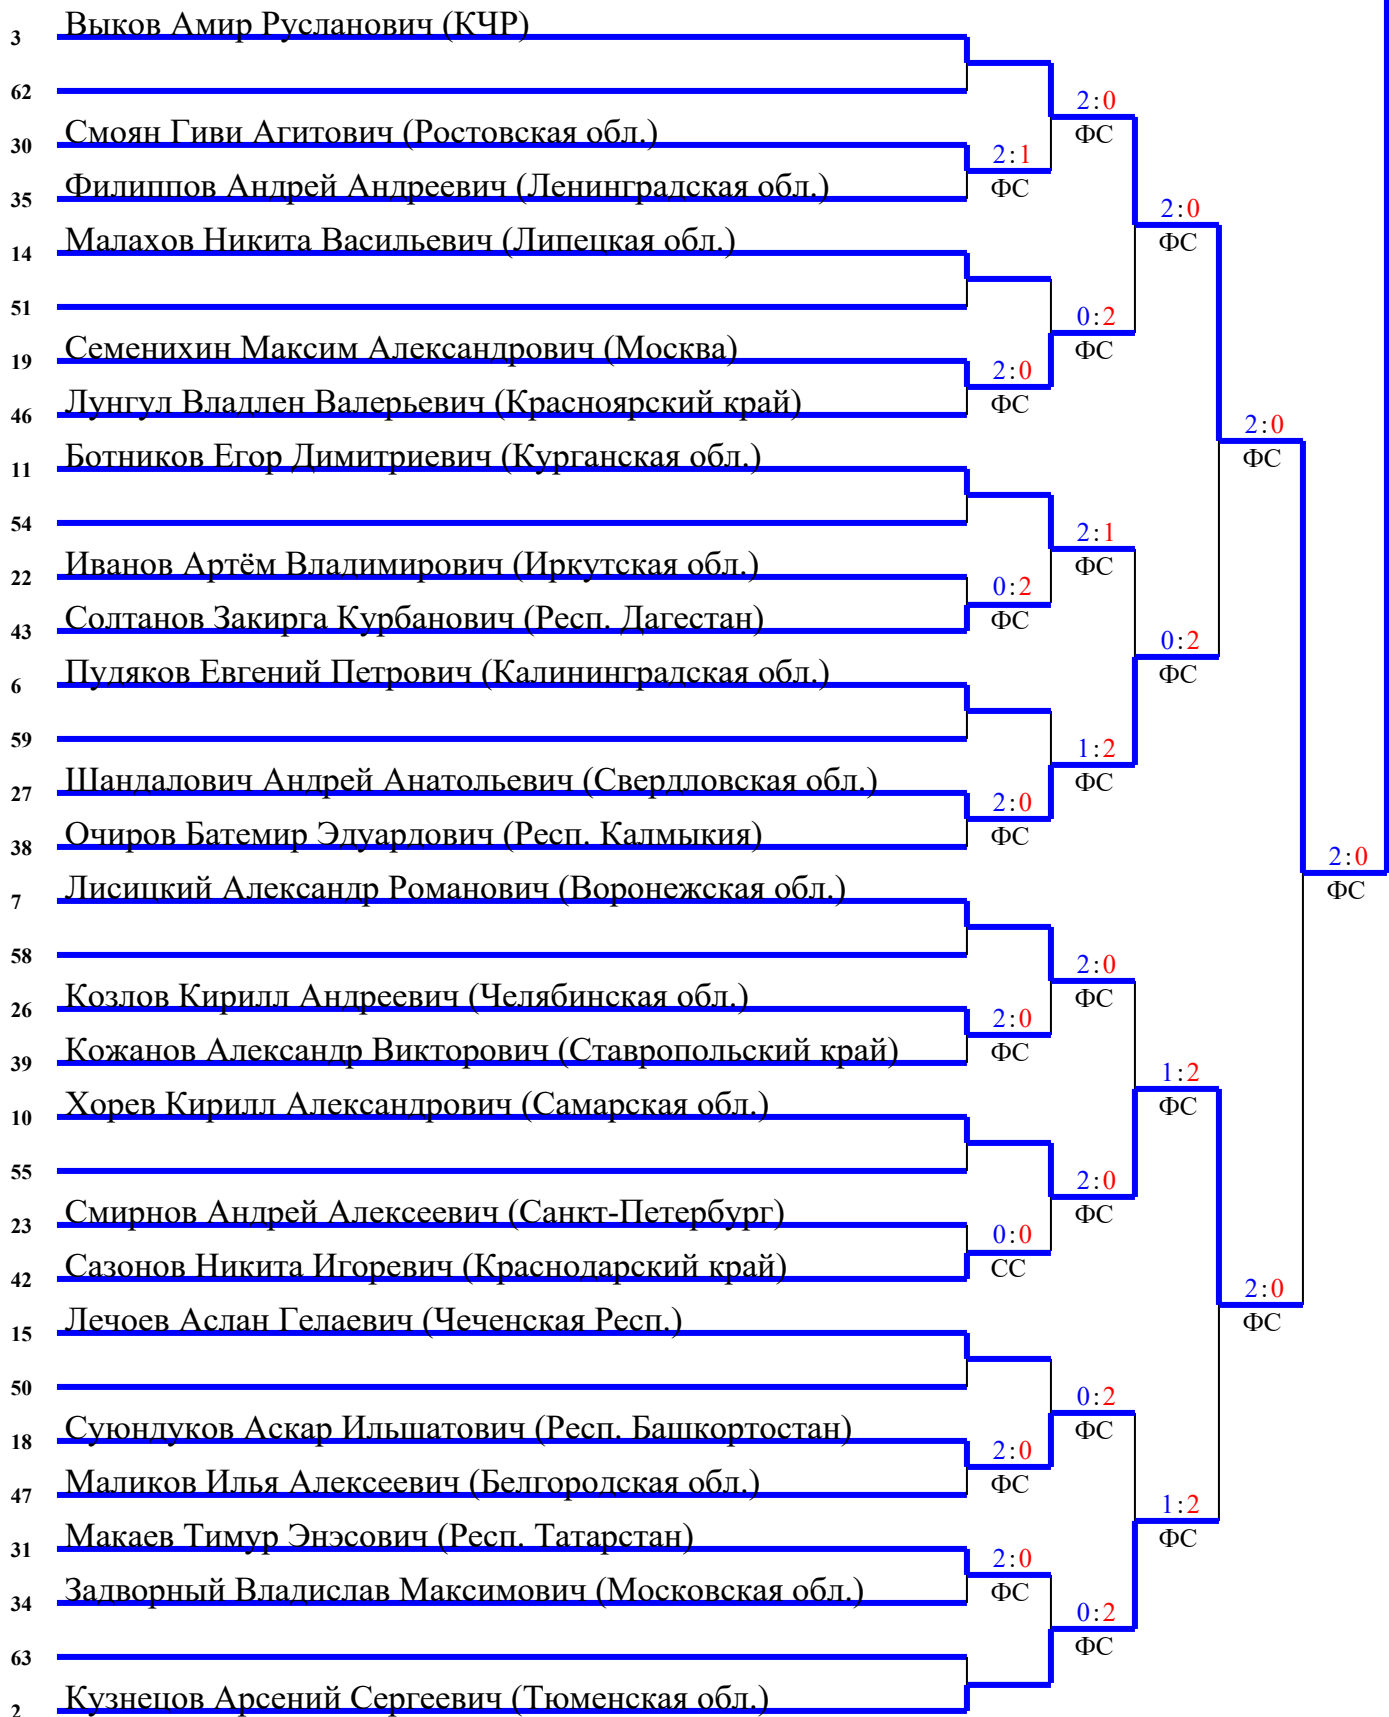 3 Выков Амир Русланович (КЧР)
62
2:0
ФС
30 Смоян Гиви Агитович (Ростовская обл.)
2:1
ФС
35 Филиппов Андрей Андреевич (Ленинградская обл.)
2:0
ФС
14 Малахов Никита Васильевич (Липецкая обл.)
51
0:2
ФС
19 Семенихин Максим Александрович (Москва)
2:0
ФС
46 Лунгул Владлен Валерьевич (Красноярский край)
2:0
ФС
11 Ботников Егор Димитриевич (Курганская обл.)
54
2:1
ФС
22 Иванов Артём Владимирович (Иркутская обл.)
0:2
ФС
43 Солтанов Закирга Курбанович (Респ. Дагестан)
0:2
ФС
6 Пудяков Евгений Петрович (Калининградская обл.)
59
1:2
ФС
27 Шандалович Андрей Анатольевич (Свердловская обл.)
2:0
ФС
38 Очиров Батемир Эдуардович (Респ. Калмыкия)
2:0
ФС
7 Лисицкий Александр Романович (Воронежская обл.)
58
2:0
ФС
26 Козлов Кирилл Андреевич (Челябинская обл.)
2:0
ФС
39 Кожанов Александр Викторович (Ставропольский край)
1:2
ФС
10 Хорев Кирилл Александрович (Самарская обл.)
55
2:0
ФС
23 Смирнов Андрей Алексеевич (Санкт-Петербург)
0:0
СС
42 Сазонов Никита Игоревич (Краснодарский край)
2:0
ФС
15 Лечоев Аслан Гелаевич (Чеченская Респ.)
50
0:2
ФС
18 Суюндуков Аскар Ильшатович (Респ. Башкортостан)
2:0
ФС
47 Маликов Илья Алексеевич (Белгородская обл.)
1:2
ФС
31 Макаев Тимур Энэсович (Респ. Татарстан)
2:0
ФС
34 Задворный Владислав Максимович (Московская обл.)
0:2
ФС
63
2 Кузнецов Арсений Сергеевич (Тюменская обл.)